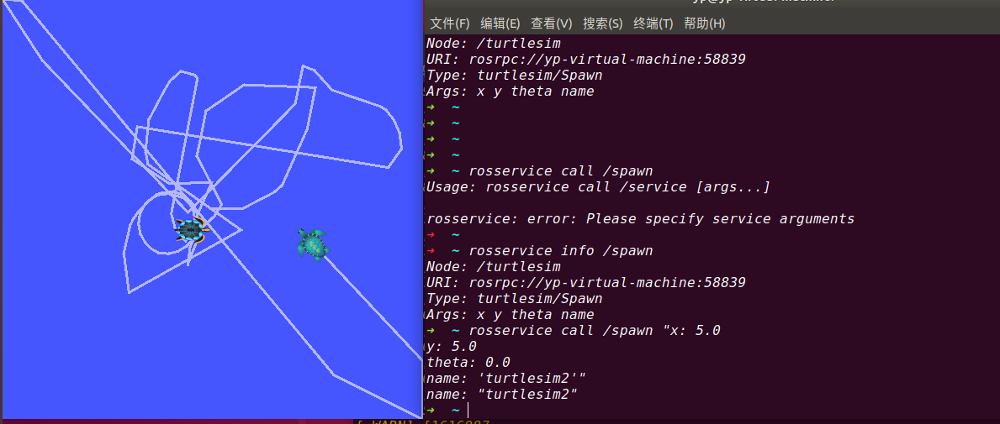 文件(F) 编辑(E) 查看(V) 搜索(S) 终端(T) 帮助(H)
Node: /turtlesim
URI: rosrpc://yp-virtual-machine:58839
Type: turtlesim/Spawn
Args: x y theta name
→ ~
→ ~
→ ~
→ ~
→ ~ rosservice call /spawn
Usage: rosservice call /service [args...]
rosservice: error: Please specify service arguments
→ ~
→ ~ rosservice info /spawn
Node: /turtlesim
URI: rosrpc://yp-virtual-machine:58839
Type: turtlesim/Spawn
Args: x y theta name
→ ~ rosservice call /spawn "x: 5.0
y: 5.0
theta: 0.0
name: 'turtlesim2'"
name: "turtlesim2"
→ ~